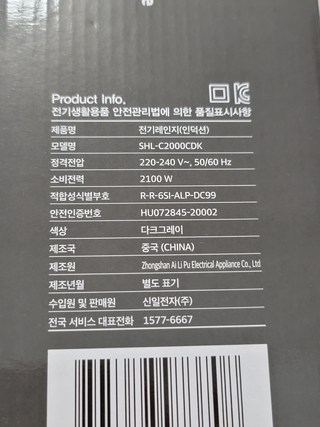 Product Info.
전기생활용품 안전관리법에 의한 품질표시사항
제품명 전기레인지(인덕션)
모델명 SHL-C2000CDK
정격전압 220-240 V~, 50/60 Hz
소비전력 2100 W
적합성식별부호 R-R-6SI-ALP-DC99
안전인증번호 HU072845-20002
색상 다크그레이
제조국 중국 (CHINA)
제조원 Zhongshan Ai Li Pu Electrical Appliance Co., Ltd
제조년월 별도 표기
수입원 및 판매원 신일전자(주)
전국 서비스 대표전화 1577-6667